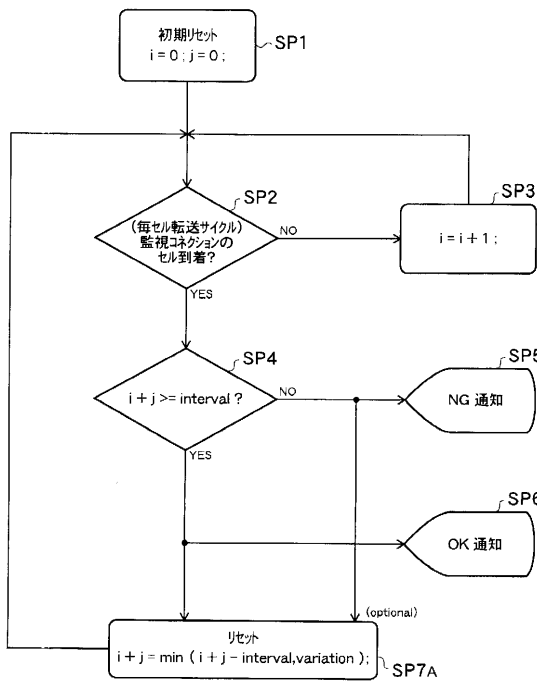 初期リセット
i = 0 ; j = 0 ;
SP1
SP2
(毎セル転送サイクル)
監視コネクションの
セル到着?
NO
YES
SP3
i = i + 1 ;
SP4
i + j >= interval ?
NO
YES
SP5
NG 通知
SP6
OK 通知
(optional)
リセット
i + j = min ( i + j – interval,variation ) ;
SP7A